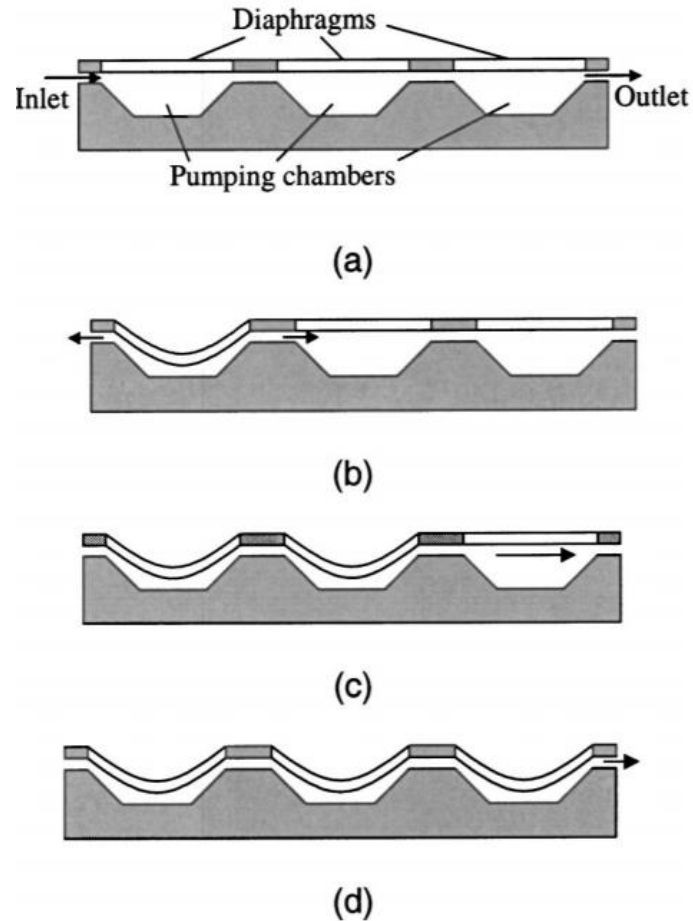 Diaphragms
Inlet
Outlet
Pumping chambers
(a)
(b)
(c)
(d)